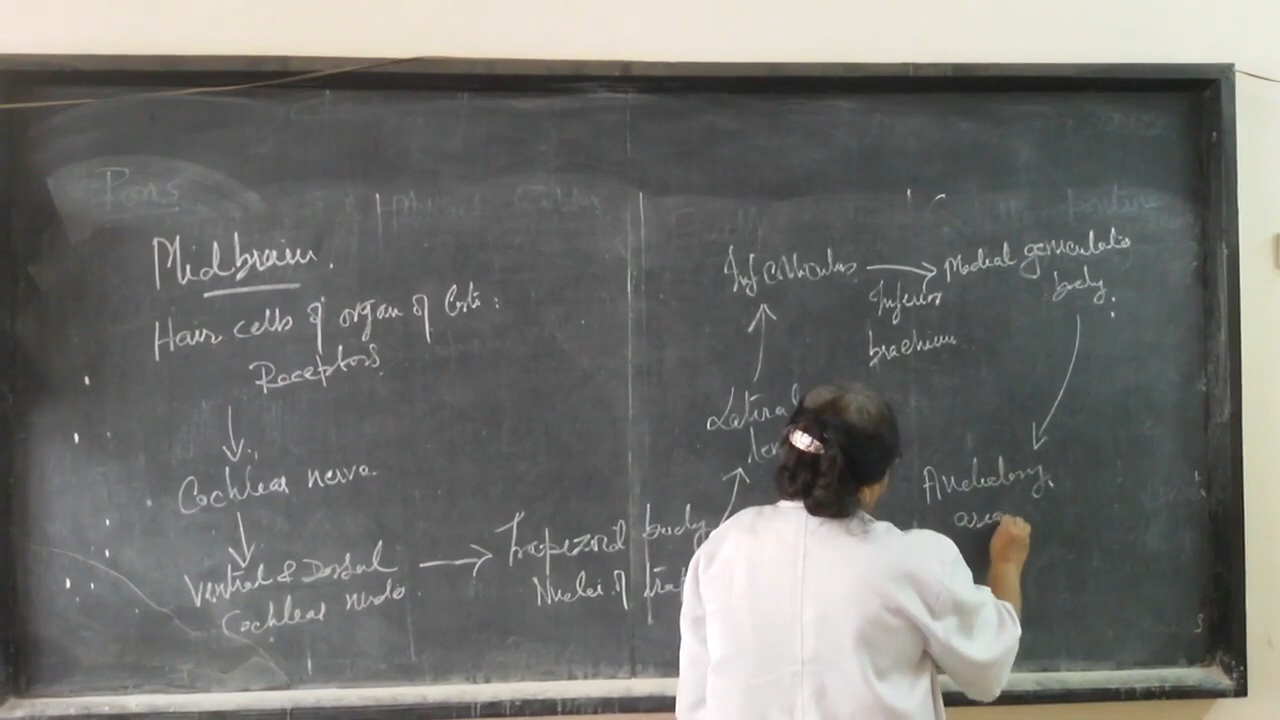 Pons
Midbrain.
Hair cells of organ of Corti:
Receptors
Cochlear nerve.
Ventral & Dorsal
Cochlear
Trapezoid body
Nuclei of
Lateral
Inf colliculus
Inferior
brachium
Medial geniculate
body.
Auditory
area